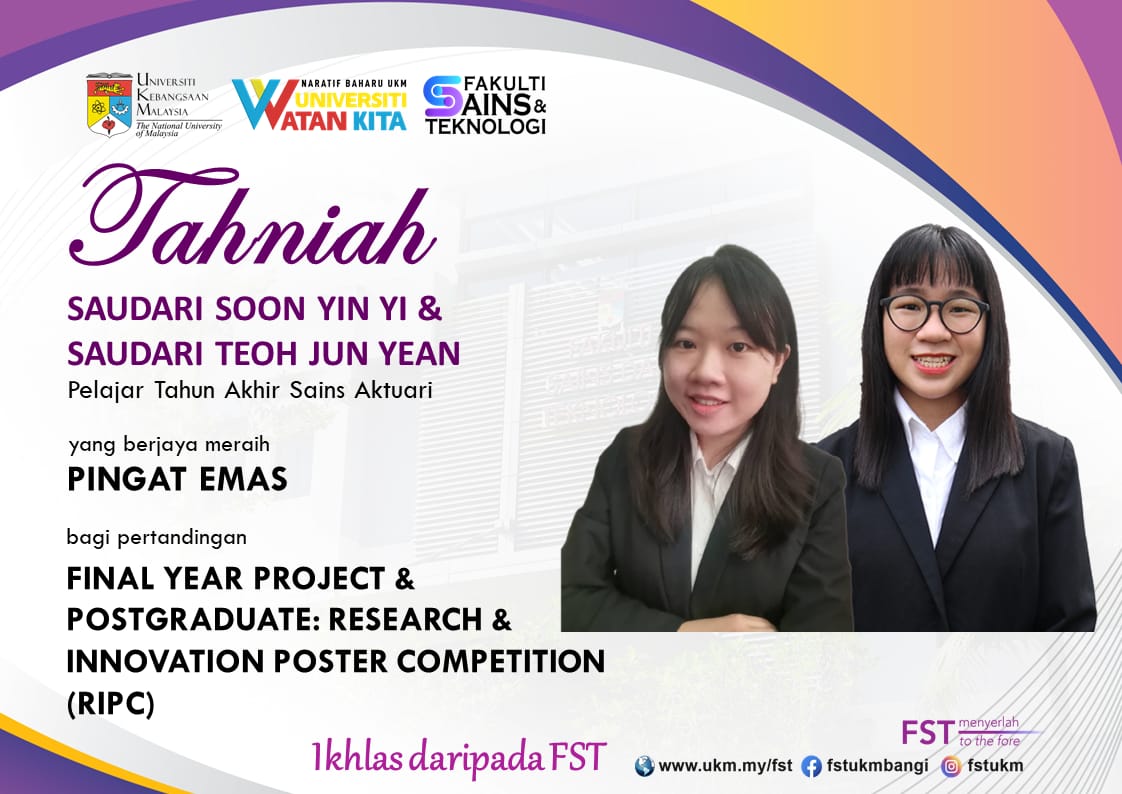 UNIVERSITI
KEBANGSAAN
MALAYSIA
The National University
of Malaysia
NARATIF BAHARU UKM
UNIVERSITI
WATAN KITA
FAKULTI
SAINS &
TEKNOLOGI
Tahniah
SAUDARI SOON YIN YI &
SAUDARI TEOH JUN YEAN
Pelajar Tahun Akhir Sains Aktuari
yang berjaya meraih
PINGAT EMAS
bagi pertandingan
FINAL YEAR PROJECT &
POSTGRADUATE: RESEARCH &
INNOVATION POSTER COMPETITION
(RIPC)
Ikhlas daripada FST
FST menyerlah
to the fore
www.ukm.my/fst fstukmbangi fstukm